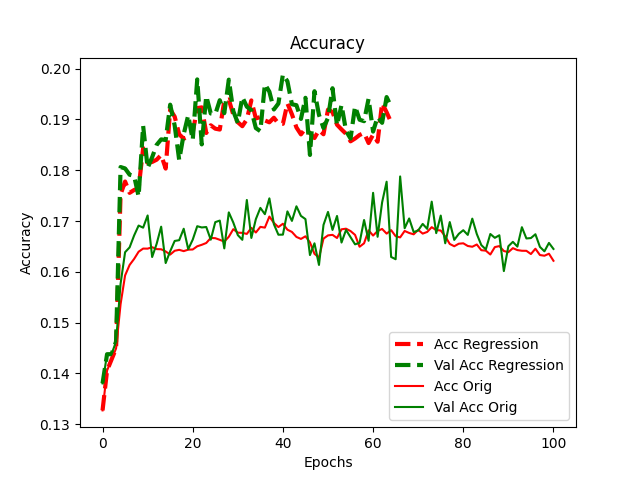 Accuracy
0.20
0.19
0.18
0.17
0.16
0.15
0.14
0.13
Accuracy
0
20
40
60
80
100
Epochs
Acc Regression
Val Acc Regression
Acc Orig
Val Acc Orig